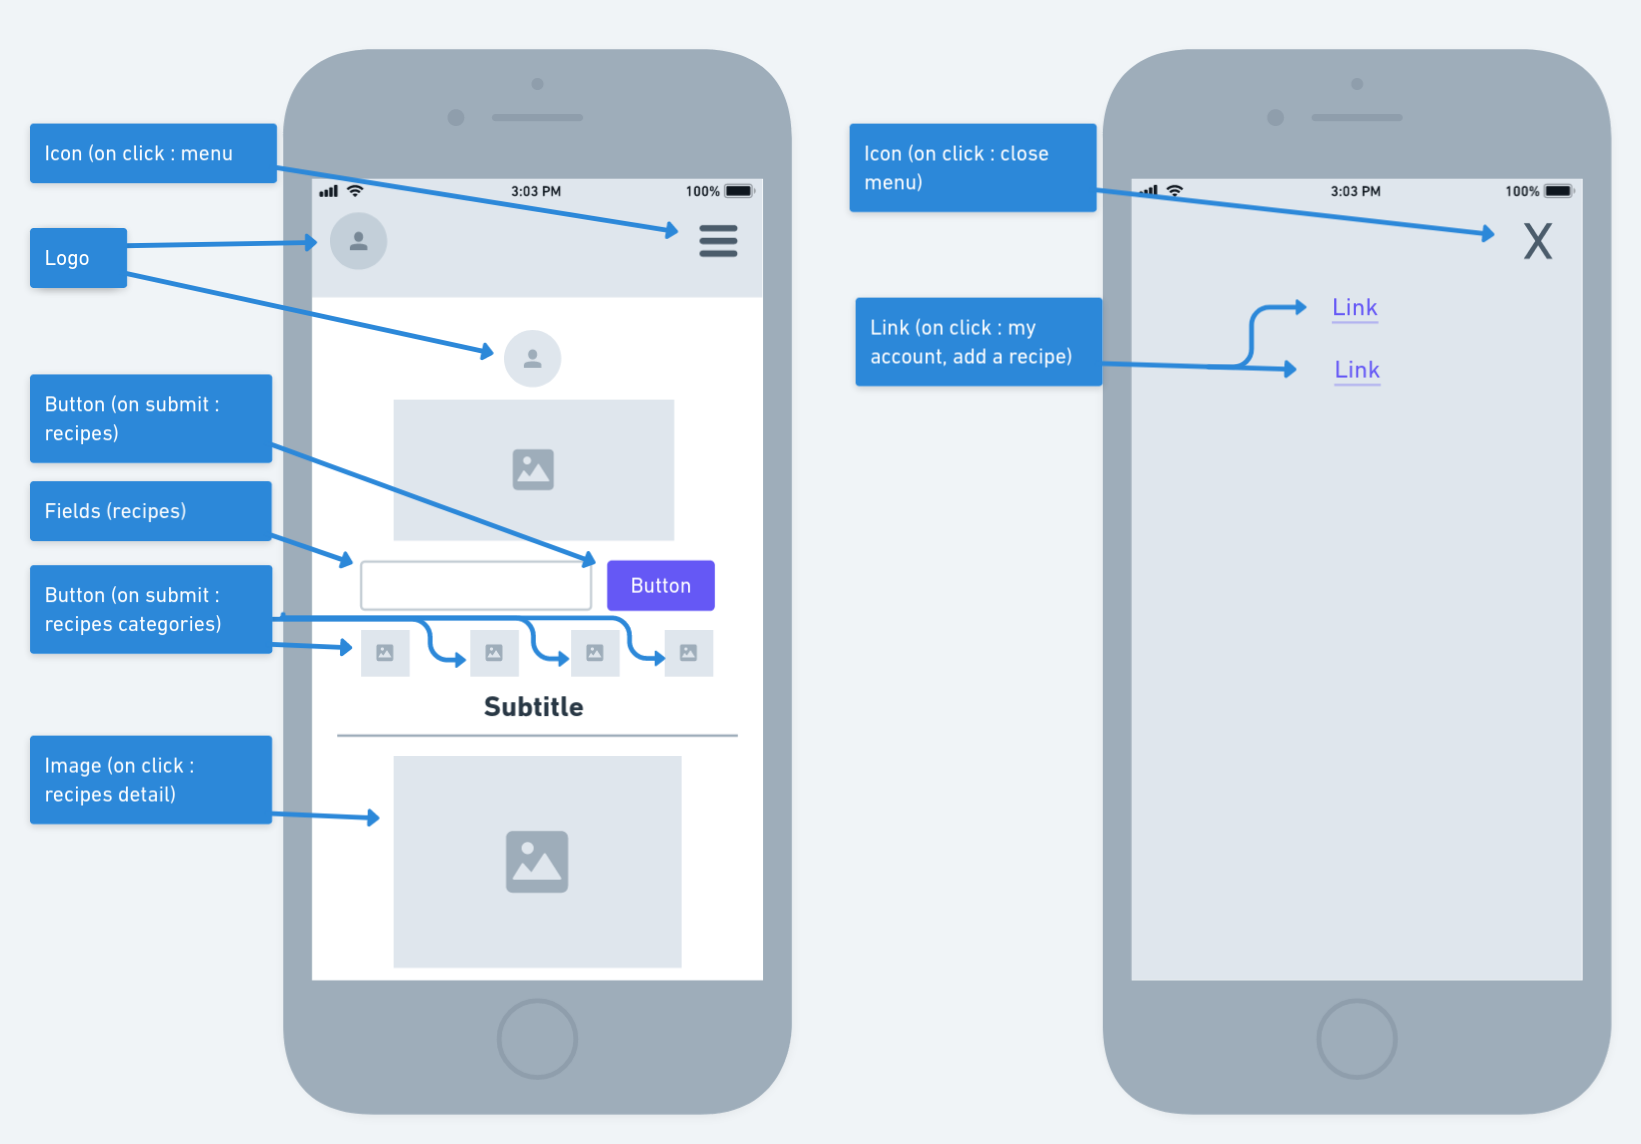 Icon (on click : menu
Logo
Button (on submit :
recipes)
Fields (recipes)
Button (on submit :
recipes categories)
Image (on click :
recipes detail)
3:03 PM
100%
Button
Subtitle
Icon (on click : close
menu)
Link (on click : my
account, add a recipe)
3:03 PM
100%
X
Link
Link